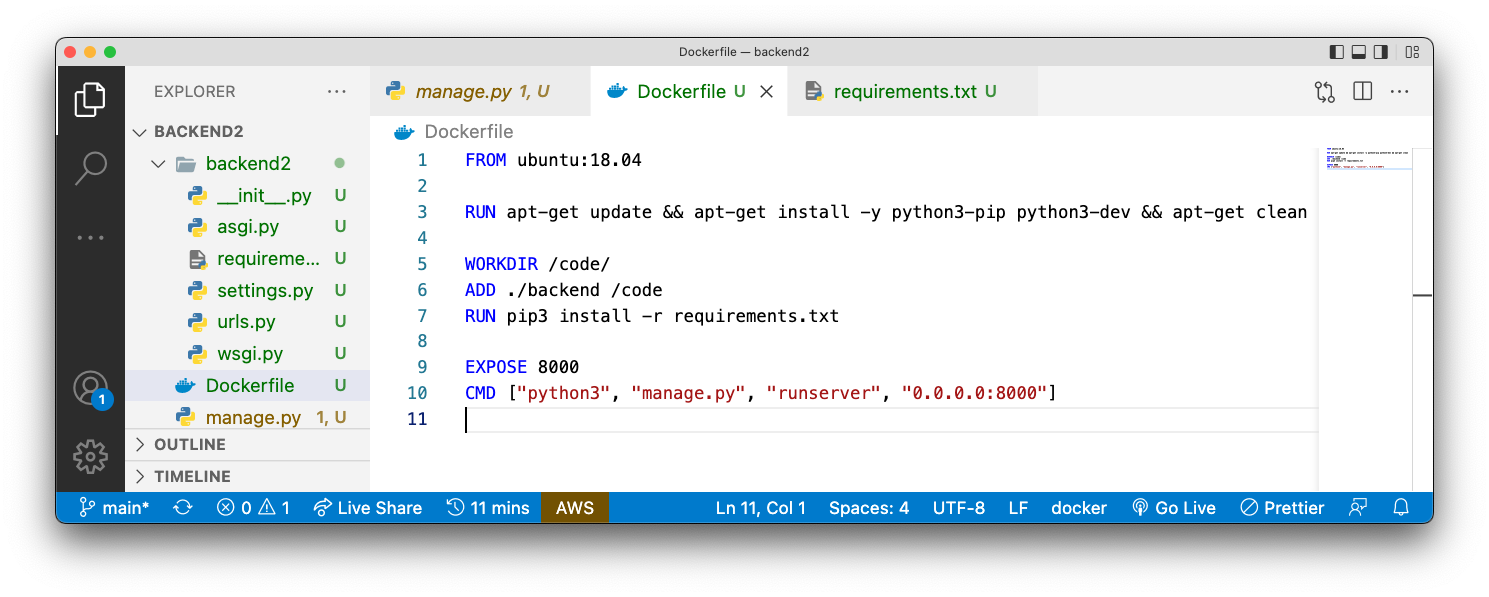 Dockerfile — backend2
EXPLORER
BACKEND2
backend2
__init__.py U
asgi.py U
requireme... U
settings.py U
urls.py U
wsgi.py U
Dockerfile U
manage.py 1, U
OUTLINE
TIMELINE
manage.py 1, U
Dockerfile U
requirements.txt U
Dockerfile
1 FROM ubuntu:18.04
2
3 RUN apt-get update && apt-get install -y python3-pip python3-dev && apt-get clean
4
5 WORKDIR /code/
6 ADD ./backend /code
7 RUN pip3 install -r requirements.txt
8
9 EXPOSE 8000
10 CMD ["python3", "manage.py", "runserver", "0.0.0.0:8000"]
11
1
main* 0 1 Live Share 11 mins AWS Ln 11, Col 1 Spaces: 4 UTF-8 LF docker Go Live Prettier